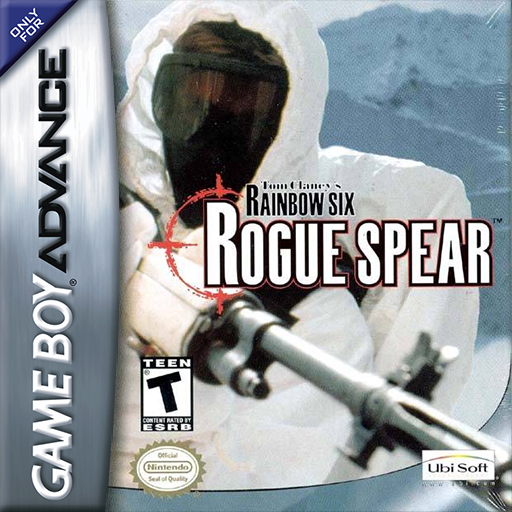 ONLY
FOR
GAME BOY ADVANCE
Tom Clancy's
RAINBOW SIX
ROGUE SPEAR™
TEEN
T
CONTENT RATED BY
ESRB
Official
Nintendo
Seal of Quality
Ubi Soft